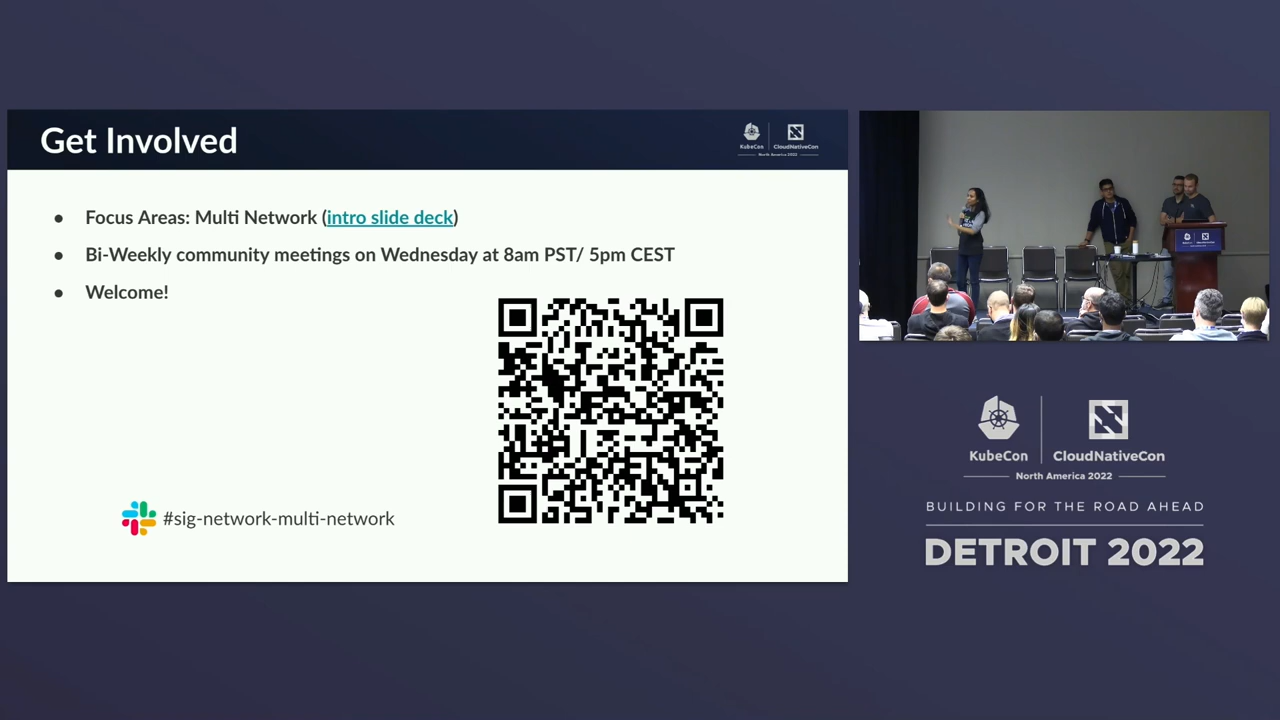 Get Involved
KubeCon
CloudNativeCon
North America 2022
● Focus Areas: Multi Network (intro slide deck)
● Bi-Weekly community meetings on Wednesday at 8am PST/ 5pm CEST
● Welcome!
#sig-network-multi-network
KubeCon
CloudNativeCon
North America 2022
BUILDING FOR THE ROAD AHEAD
DETROIT 2022